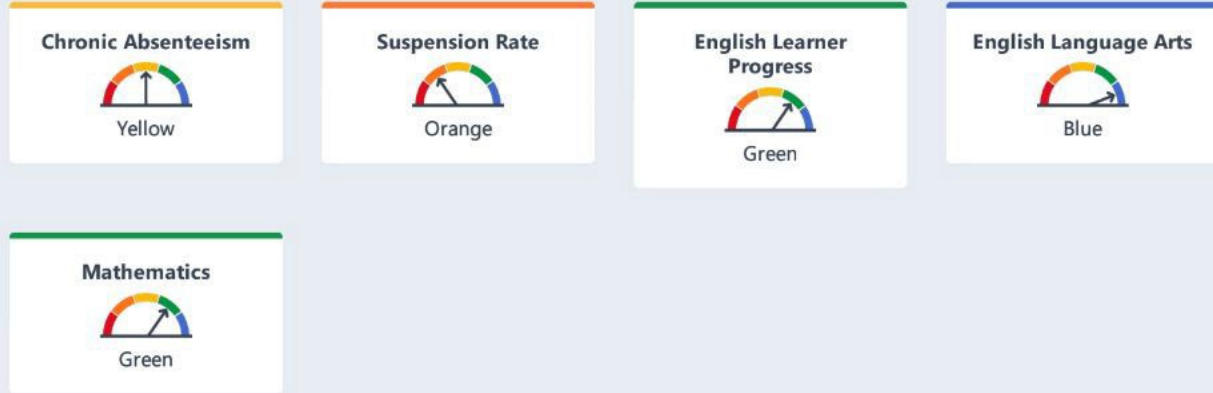 Chronic Absenteeism
Yellow
Suspension Rate
Orange
English Learner
Progress
Green
English Language Arts
Blue
Mathematics
Green